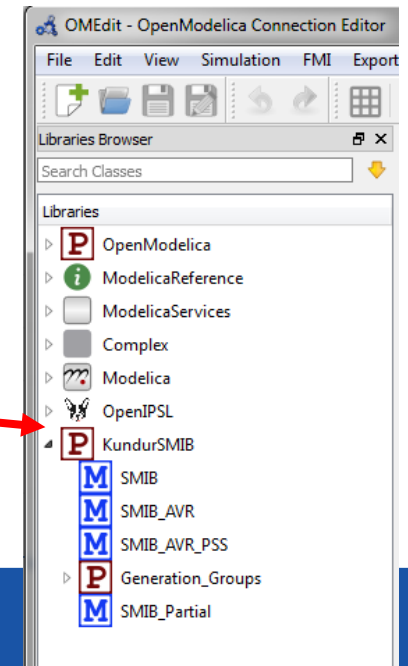 OMEdit - OpenModelica Connection Editor
File Edit View Simulation FMI Export
Libraries Browser
Search Classes
Libraries
P OpenModelica
i ModelicaReference
ModelicaServices
Complex
Modelica
OpenIPSL
P KundurSMIB
M SMIB
M SMIB_AVR
M SMIB_AVR_PSS
P Generation_Groups
M SMIB_Partial